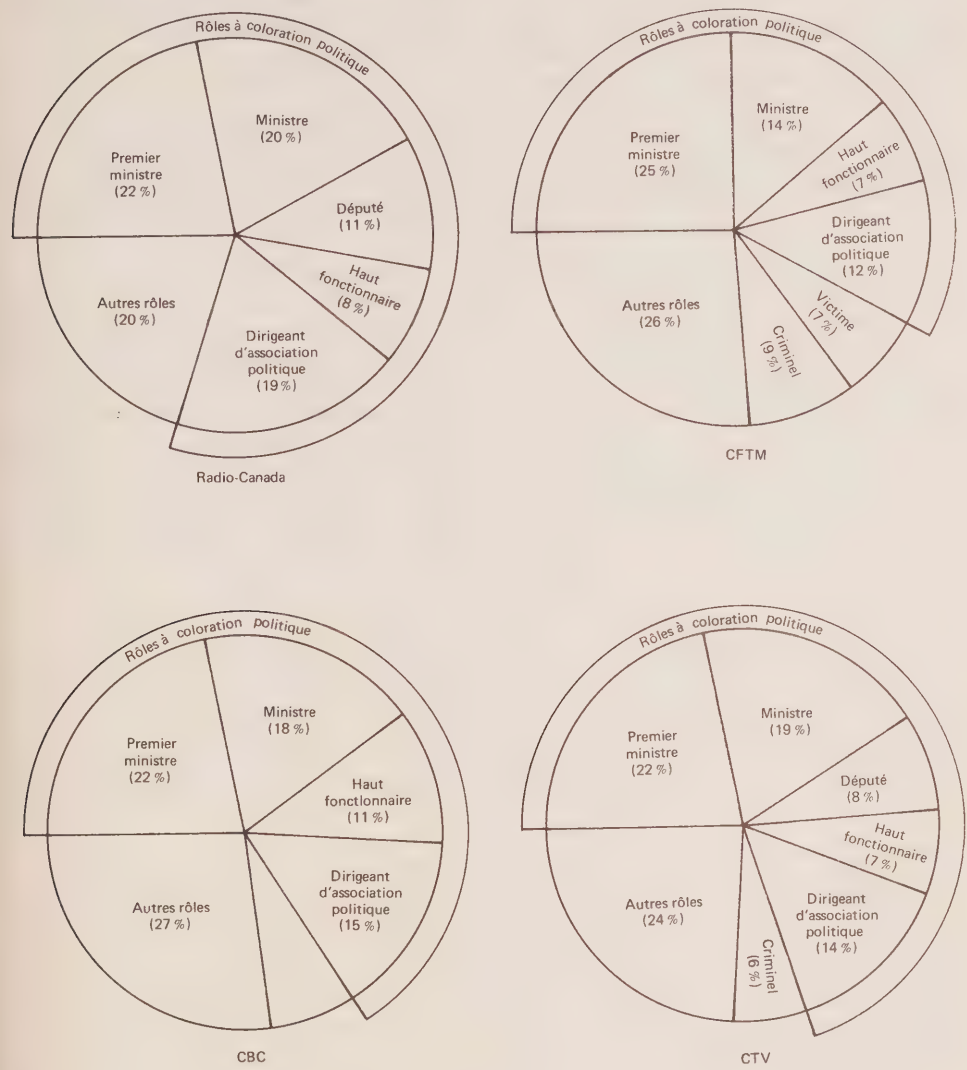 Rôles à coloration politique
Ministre
(20 %)
Premier
ministre
(22 %)
Député
(11 %)
Haut
fonctionnaire
(8 %)
Autres rôles
(20 %)
Dirigeant
d'association
politique
(19 %)
Radio-Canada
Rôles à coloration politique
Ministre
(14 %)
Premier
ministre
(25 %)
Haut
fonctionnaire
(7 %)
Dirigeant
d'association
politique
(12 %)
Victime
(7 %)
Autres rôles
(26 %)
Criminel
(9 %)
CFTM
Rôles à coloration politique
Ministre
(18 %)
Premier
ministre
(22 %)
Haut
fonctionnaire
(11 %)
Dirigeant
d'association
politique
(15 %)
Autres rôles
(27 %)
CBC
Rôles à coloration politique
Ministre
(19 %)
Premier
ministre
(22 %)
Député
(8 %)
Haut
fonctionnaire
(7 %)
Dirigeant
d'association
politique
(14 %)
Autres rôles
(24 %)
Criminel
(6 %)
CTV